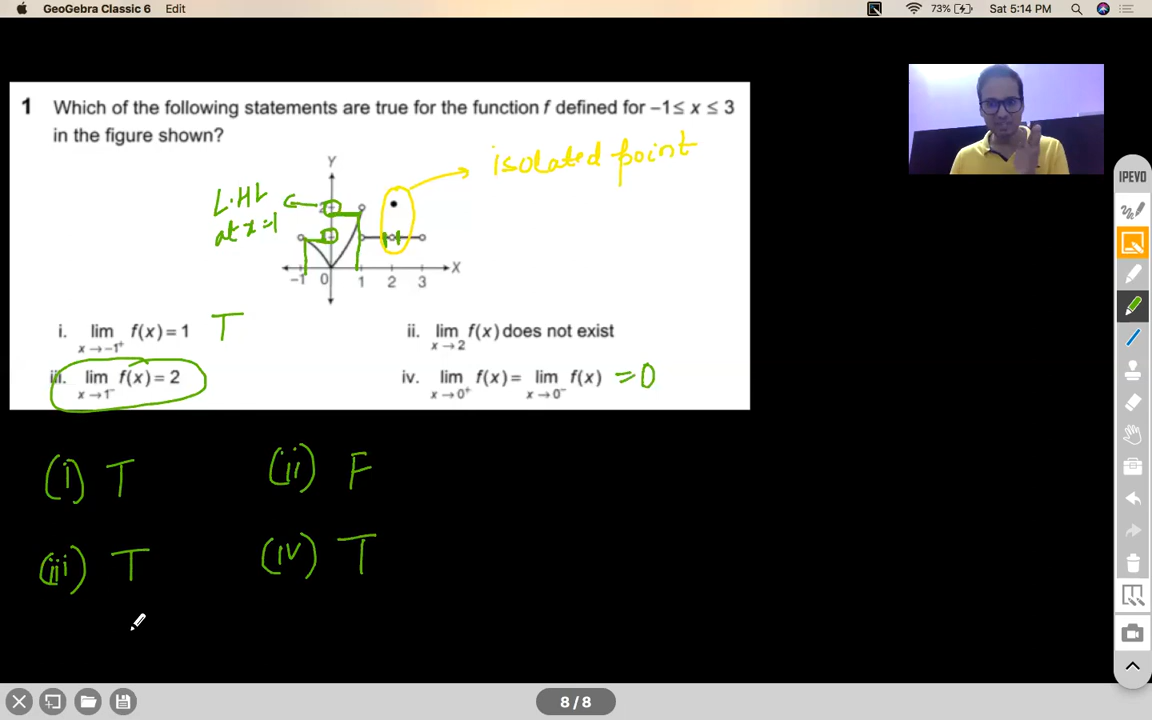 GeoGebra Classic 6 Edit 73% Sat 5:14 PM
1 Which of the following statements are true for the function f defined for −1 ≤ x ≤ 3
in the figure shown?
isolated point
Y
L·HL
at x=1
2
X
−1 0 1 2 3
i. lim f(x) = 1 T
x→−1⁺
ii. lim f(x) does not exist
x→2
iii. lim f(x) = 2
x→1⁻
iv. lim f(x) = lim f(x) =0
x→0⁺ x→0⁻
(i) T (ii) F
(iii) T (iv) T
IPEVO
8 / 8